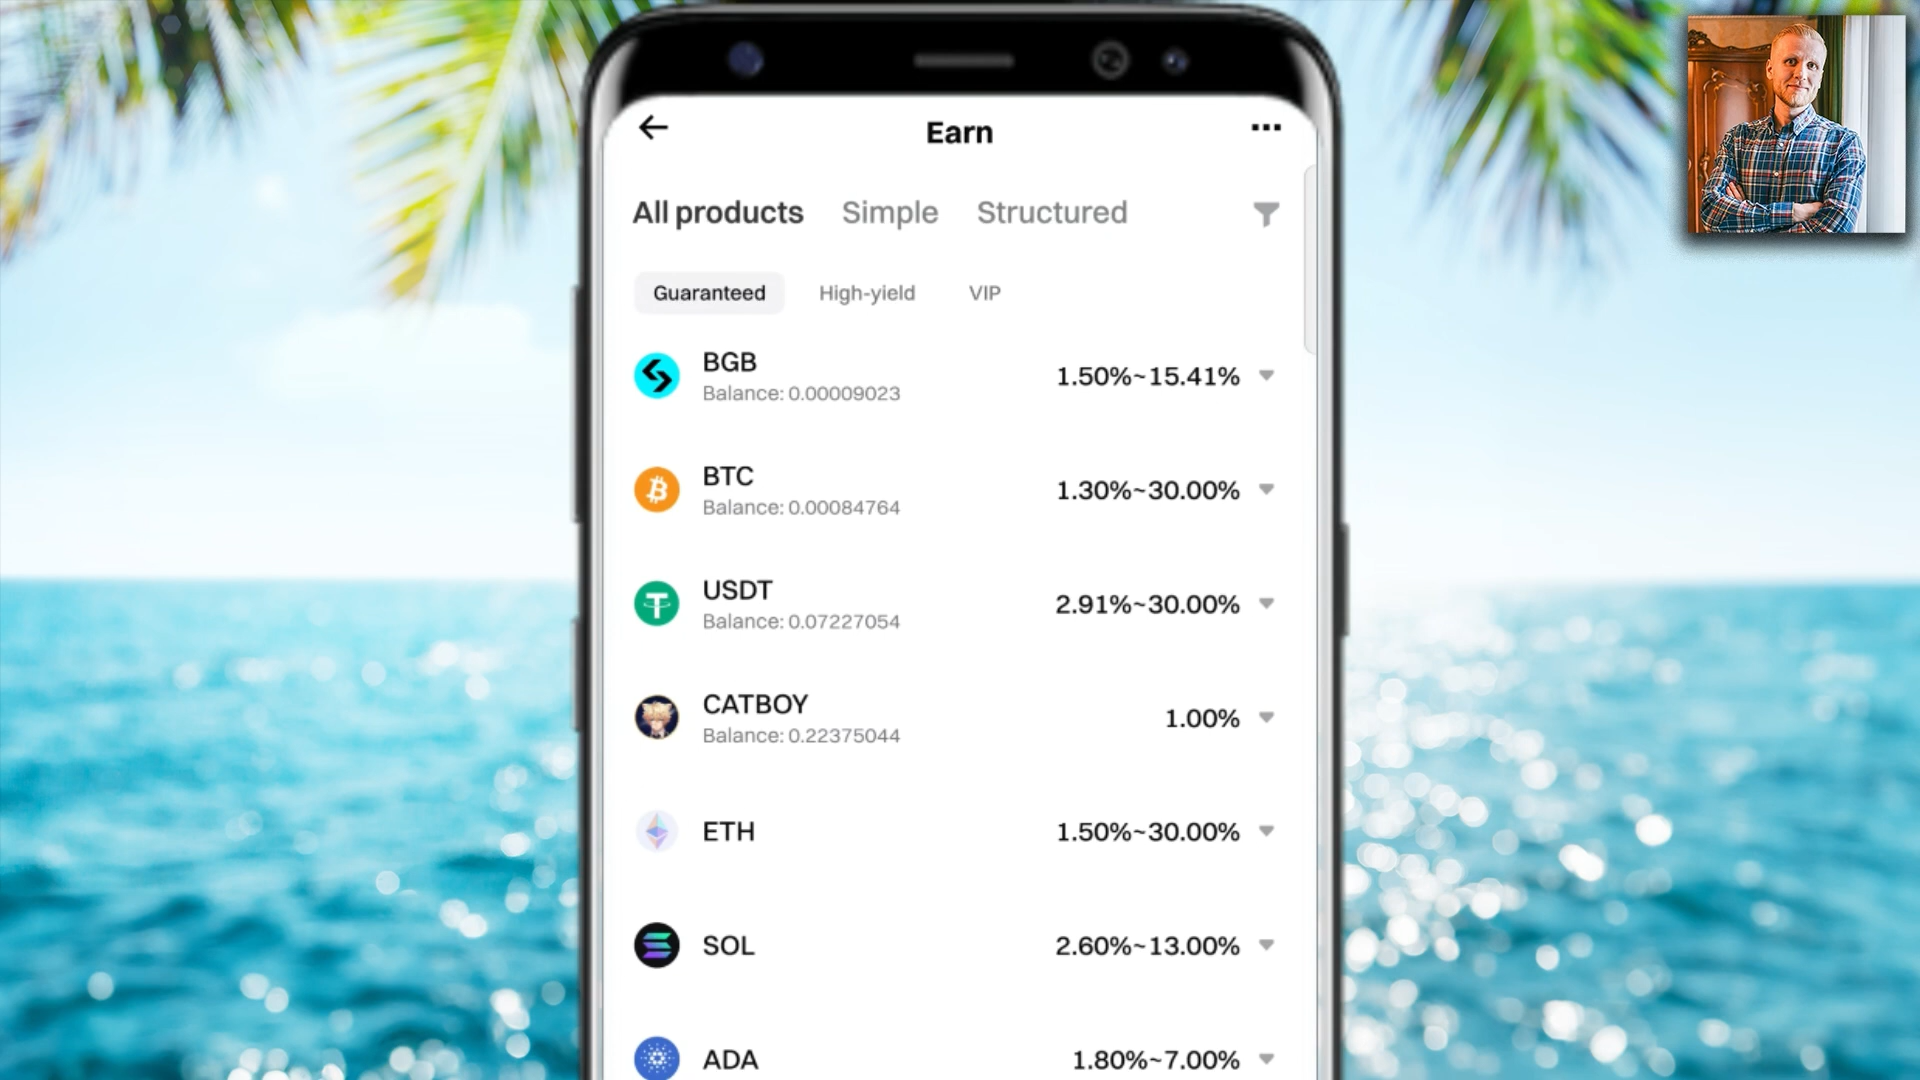 Earn
All products Simple Structured
Guaranteed High-yield VIP
BGB
Balance: 0.00009023
1.50%~15.41%
BTC
Balance: 0.00084764
1.30%~30.00%
USDT
Balance: 0.07227054
2.91%~30.00%
CATBOY
Balance: 0.22375044
1.00%
ETH
1.50%~30.00%
SOL
2.60%~13.00%
ADA
1.80%~7.00%